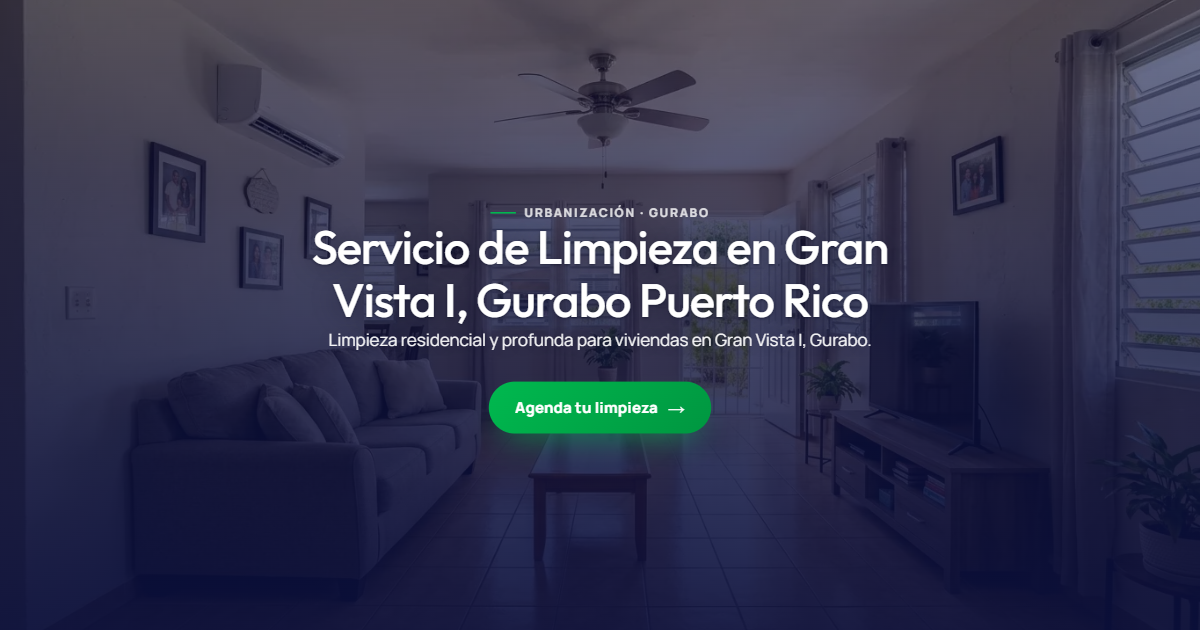 URBANIZACIÓN · GURABO
Servicio de Limpieza en Gran
Vista I, Gurabo Puerto Rico
Limpieza residencial y profunda para viviendas en Gran Vista I, Gurabo.
Agenda tu limpieza →